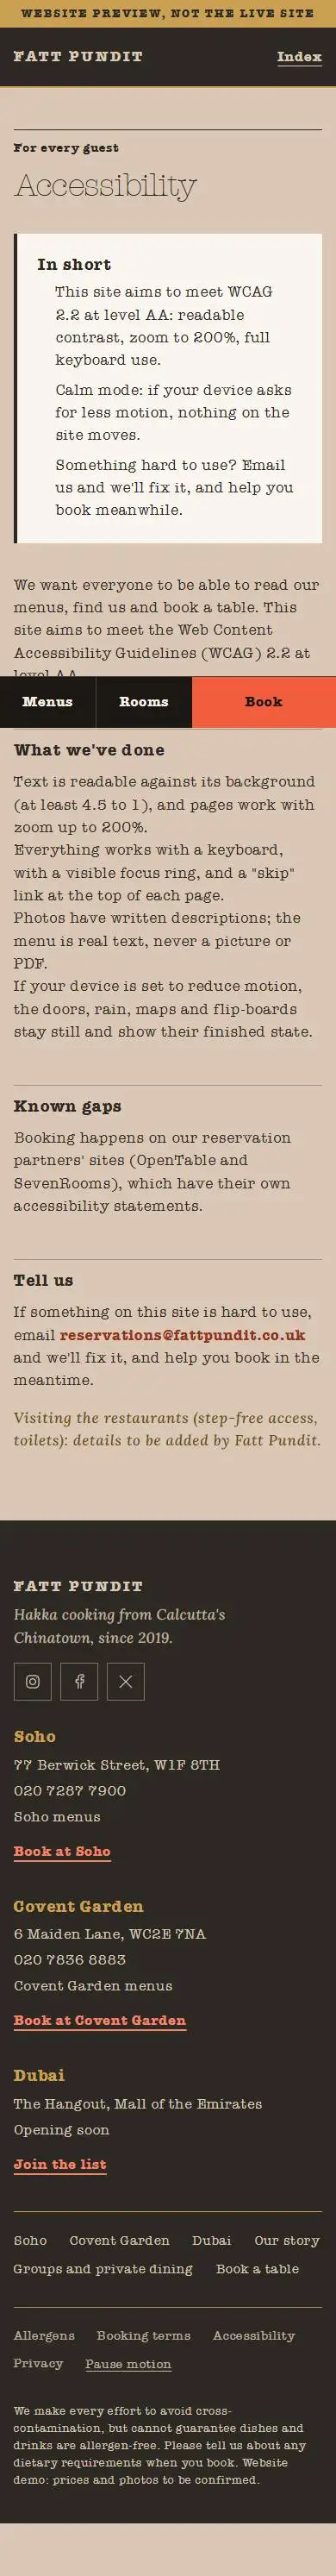 WEBSITE PREVIEW, NOT THE LIVE SITE
FATT PUNDIT
Index
For every guest
Accessibility
In short
This site aims to meet WCAG
2.2 at level AA: readable
contrast, zoom to 200%, full
keyboard use.
Calm mode: if your device asks
for less motion, nothing on the
site moves.
Something hard to use? Email
us and we'll fix it, and help you
book meanwhile.
We want everyone to be able to read our
menus, find us and book a table. This
site aims to meet the Web Content
Accessibility Guidelines (WCAG) 2.2 at
level AA
Menus
Rooms
Book
What we've done
Text is readable against its background
(at least 4.5 to 1), and pages work with
zoom up to 200%.
Everything works with a keyboard,
with a visible focus ring, and a "skip"
link at the top of each page.
Photos have written descriptions; the
menu is real text, never a picture or
PDF.
If your device is set to reduce motion,
the doors, rain, maps and flip-boards
stay still and show their finished state.
Known gaps
Booking happens on our reservation
partners' sites (OpenTable and
SevenRooms), which have their own
accessibility statements.
Tell us
If something on this site is hard to use,
email reservations@fattpundit.co.uk
and we'll fix it, and help you book in the
meantime.
Visiting the restaurants (step-free access,
toilets): details to be added by Fatt Pundit.
FATT PUNDIT
Hakka cooking from Calcutta's
Chinatown, since 2019.
Soho
77 Berwick Street, W1F 8TH
020 7287 7900
Soho menus
Book at Soho
Covent Garden
6 Maiden Lane, WC2E 7NA
020 7836 8883
Covent Garden menus
Book at Covent Garden
Dubai
The Hangout, Mall of the Emirates
Opening soon
Join the list
Soho Covent Garden Dubai Our story
Groups and private dining Book a table
Allergens Booking terms Accessibility
Privacy Pause motion
We make every effort to avoid cross-
contamination, but cannot guarantee dishes and
drinks are allergen-free. Please tell us about any
dietary requirements when you book. Website
demo: prices and photos to be confirmed.